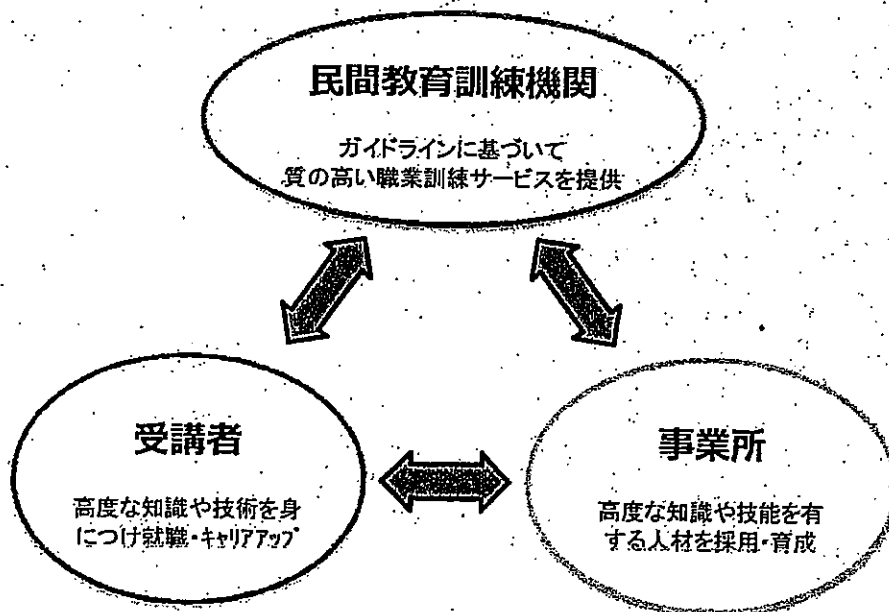 民間教育訓練機関
ガイドラインに基づいて
質の高い職業訓練サービスを提供
受講者
高度な知識や技術を身
につけ就職・キャリアアップ
事業所
高度な知識や技能を有
する人材を採用・育成